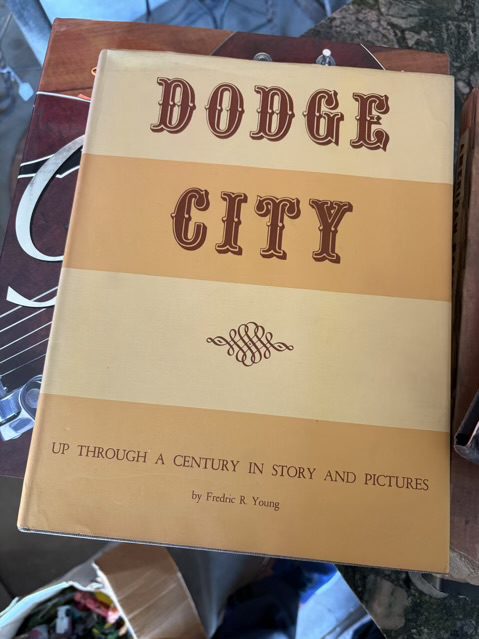 DODGE
CITY
UP THROUGH A CENTURY IN STORY AND PICTURES
by Fredric R. Young